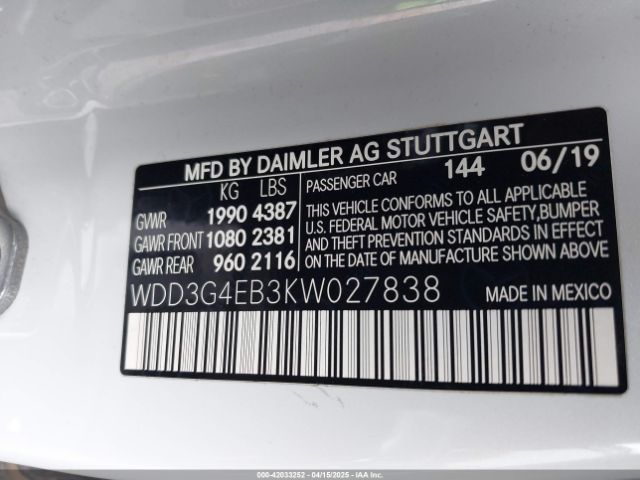 MFD BY DAIMLER AG STUTTGART
KG LBS
GVWR 1990 4387
GAWR FRONT 1080 2381
GAWR REAR 960 2116
PASSENGER CAR 144 06/19
THIS VEHICLE CONFORMS TO ALL APPLICABLE
U.S. FEDERAL MOTOR VEHICLE SAFETY,BUMPER
AND THEFT PREVENTION STANDARDS IN EFFECT
ON THE DATE OF MANUFACTURE SHOWN ABOVE.
WDD3G4EB3KW027838 MADE IN MEXICO
000-42033252 04/15/2025 IAAI.COM